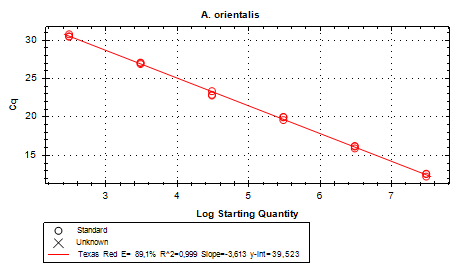 A. orientalis
30
25
20
15
Cq
3 4 5 6 7
Log Starting Quantity
Standard
Unknown
Texas Red E= 89,1% R^2=0,999 Slope=-3,613 y-int=39,523